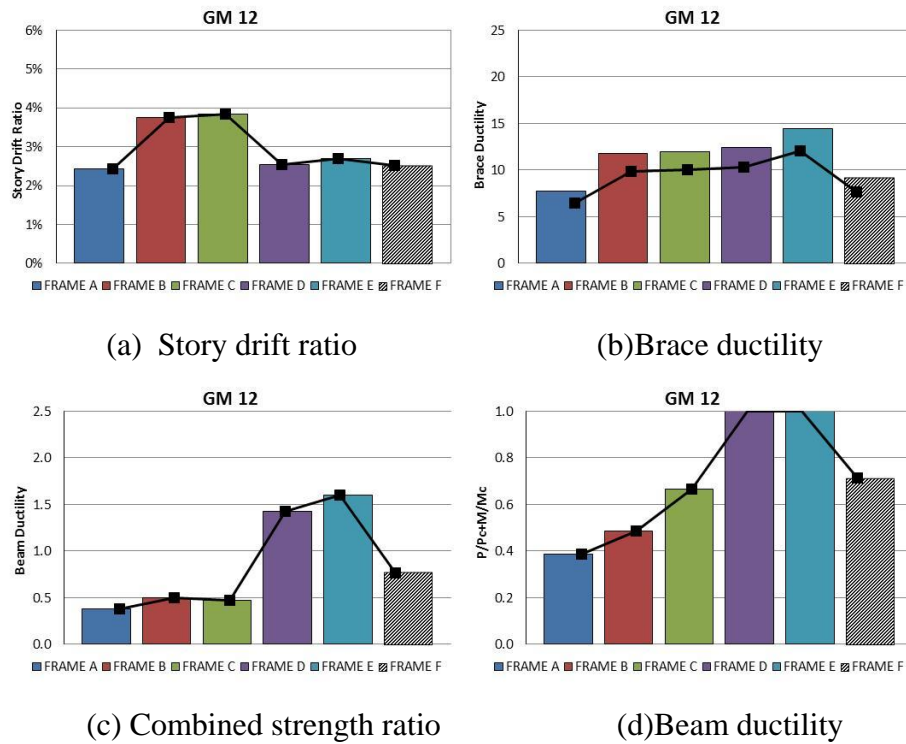 GM 12
6%
5%
4%
3%
2%
1%
0%
Story Drift Ratio
FRAME A FRAME B FRAME C FRAME D FRAME E FRAME F
(a) Story drift ratio
GM 12
25
20
15
10
5
0
Brace Ductility
FRAME A FRAME B FRAME C FRAME D FRAME E FRAME F
(b)Brace ductility
GM 12
2.5
2.0
1.5
1.0
0.5
0.0
Beam Ductility
FRAME A FRAME B FRAME C FRAME D FRAME E FRAME F
(c) Combined strength ratio
GM 12
1.0
0.8
0.6
0.4
0.2
0.0
P/Pc+M/Mc
FRAME A FRAME B FRAME C FRAME D FRAME E FRAME F
(d)Beam ductility